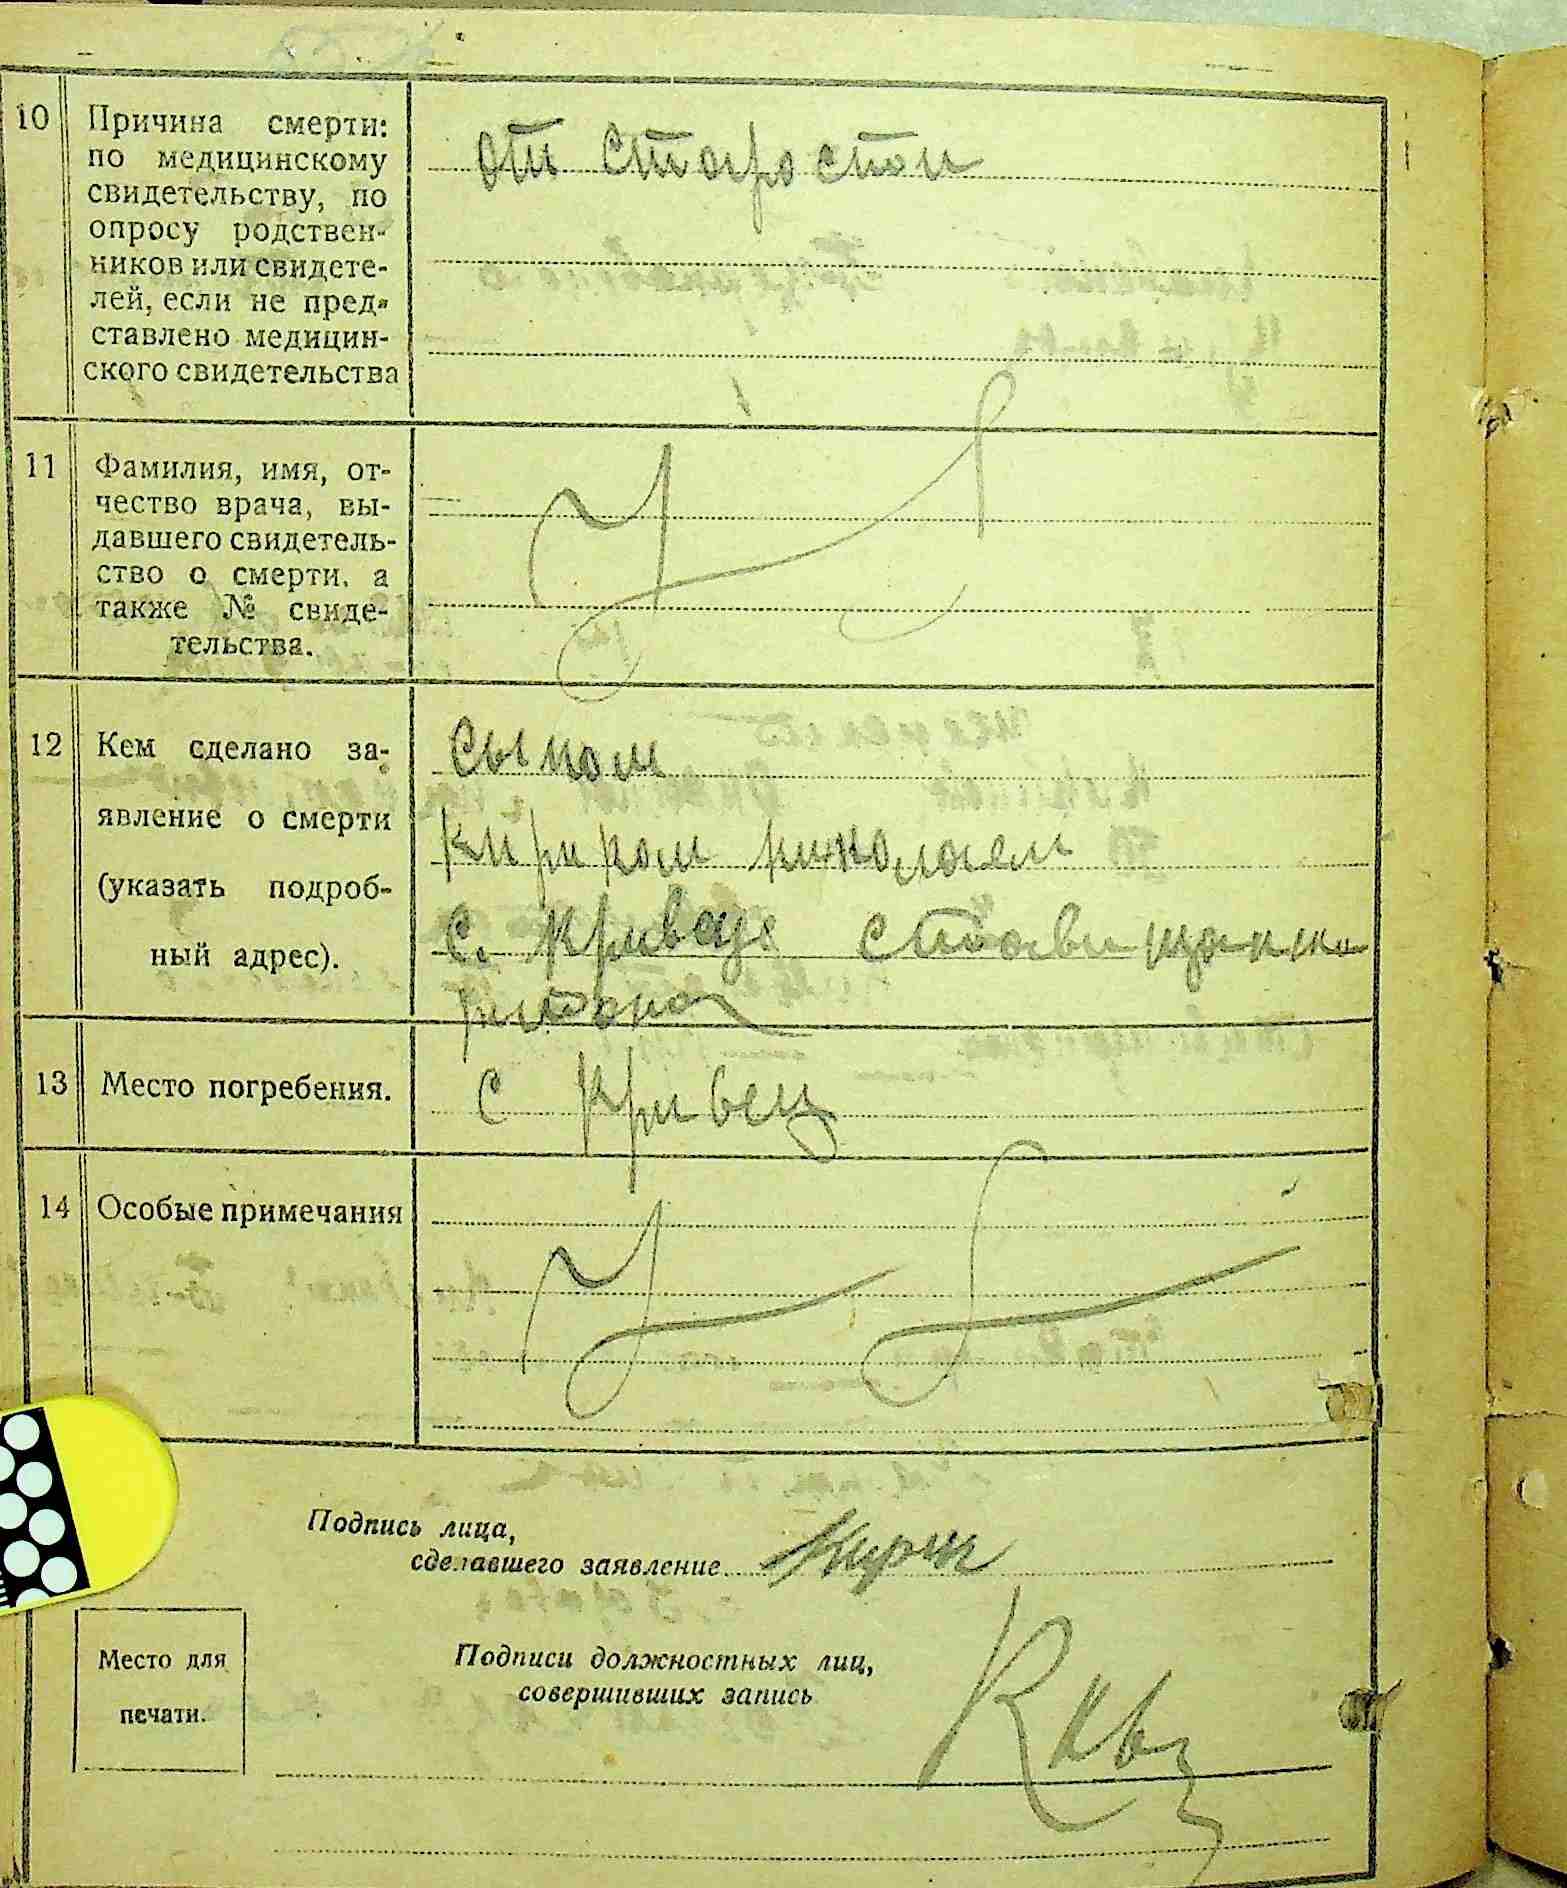 10 Причина смерти:
по медицинскому
свидетельству, по
опросу родствен-
ников или свидете-
лей, если не пред-
ставлено медицин-
ского свидетельства
от старости
11 Фамилия, имя, от-
чество врача, вы-
давшего свидетель-
ство о смерти, а
также № свиде-
тельства.
12 Кем сделано за-
явление о смерти
(указать подроб-
ный адрес).
сыном
Кириком
с.
13 Место погребения.
с Кривец
14 Особые примечания
Подпись лица,
сделавшего заявление Кирик
Место для
печати.
Подписи должностных лиц,
совершивших запись